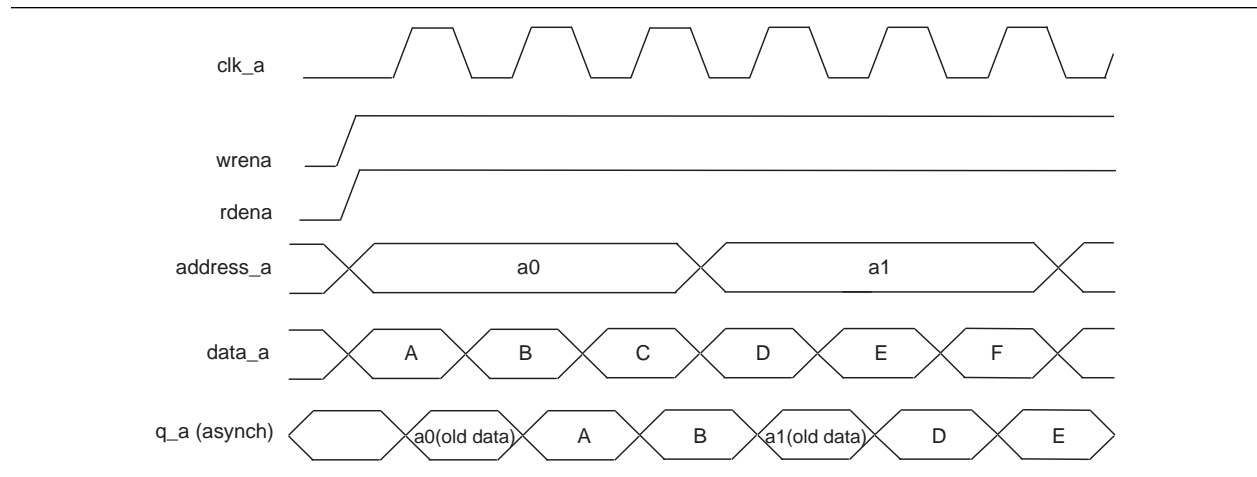 clk_a
wrena
rdena
address_a a0 a1
data_a A B C D E F
q_a (asynch) a0(old data) A B a1(old data) D E